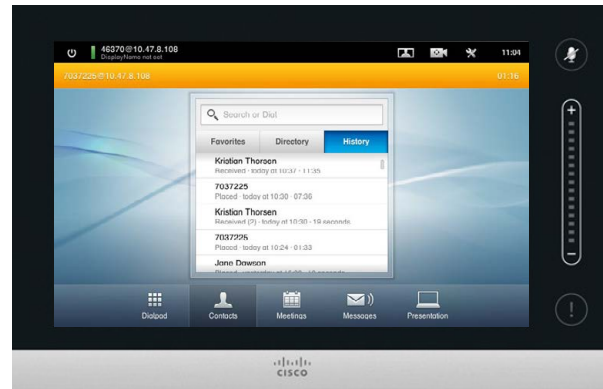 46370@10.47.8.108
DisplayName not set
11:04
7037225@10.47.8.108
01:16
Search or Dial
Favorites
Directory
History
Kristian Thorsen
Received · today at 10:37 · 11:35
7037225
Placed · today at 10:30 · 07:36
Kristian Thorsen
Received (2) · today at 10:30 · 19 seconds
7037225
Placed · today at 10:24 · 01:33
Jane Dawson
Dialpad
Contacts
Meetings
Messages
Presentation
CISCO